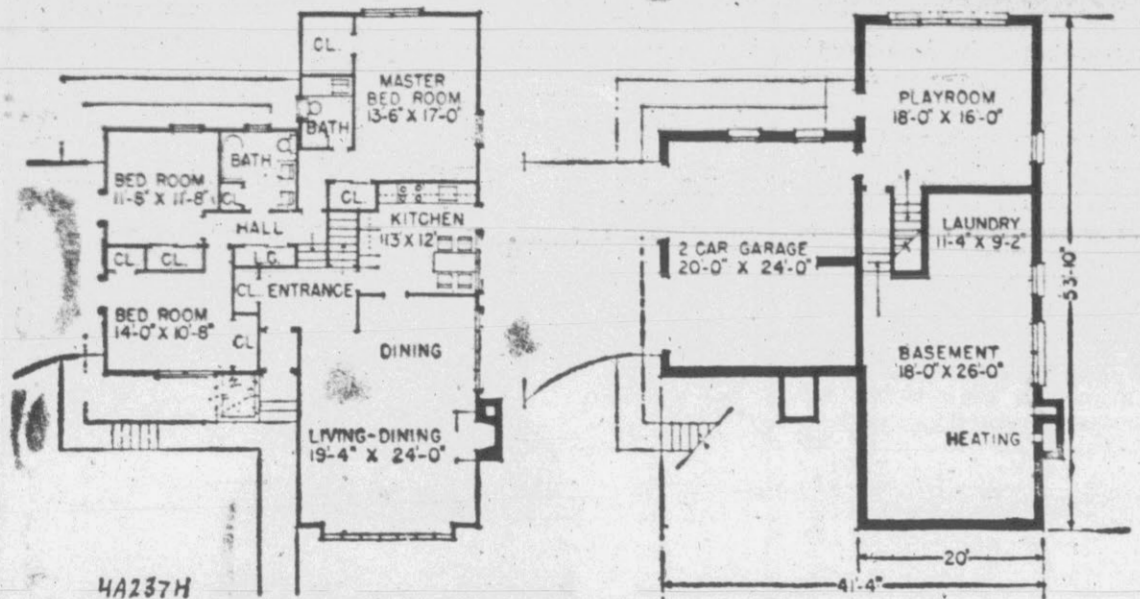 CL.
MASTER
BED ROOM
13'-6" X 17'-0"
BATH
BATH
BED ROOM
11'-8" X 11'-8"
CL
CL.
KITCHEN
13 X 12'
HALL
CL.
CL.
L.C.
CL.
ENTRANCE
BED ROOM
14'-0" X 10'-8"
CL
DINING
LIVING-DINING
19'-4" X 24'-0"
4A237H
PLAYROOM
18'-0" X 16'-0"
LAUNDRY
11'-4" X 9'-2"
2 CAR GARAGE
20'-0" X 24'-0"
53'-10"
BASEMENT
18'-0" X 26'-0"
HEATING
20'
41'-4"